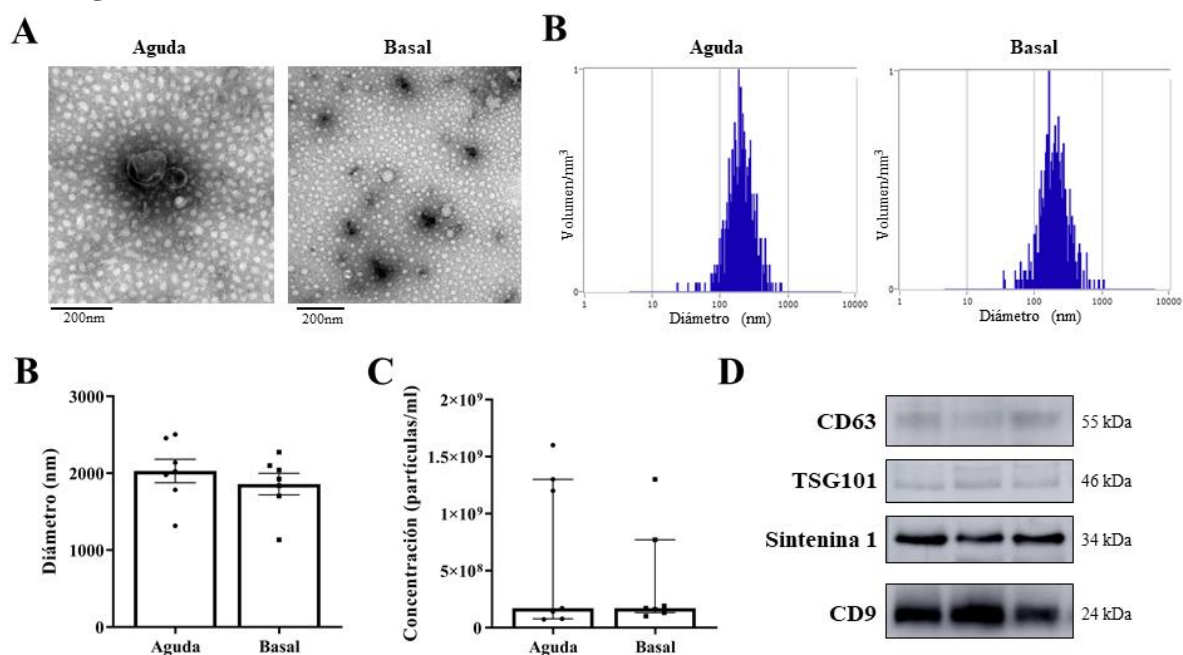 A
Aguda
Basal
200nm
200nm
B
Aguda
Basal
1
Volumen/nm³
0
1
10
100
1000
10000
Diámetro (nm)
1
Volumen/nm³
0
1
10
100
1000
10000
Diámetro (nm)
B
3000
2000
1000
0
Diámetro (nm)
Aguda
Basal
C
2×10⁹
1.5×10⁹
1×10⁹
5×10⁸
0
Concentración (partículas/ml)
Aguda
Basal
D
CD63 55 kDa
TSG101 46 kDa
Sintenina 1 34 kDa
CD9 24 kDa